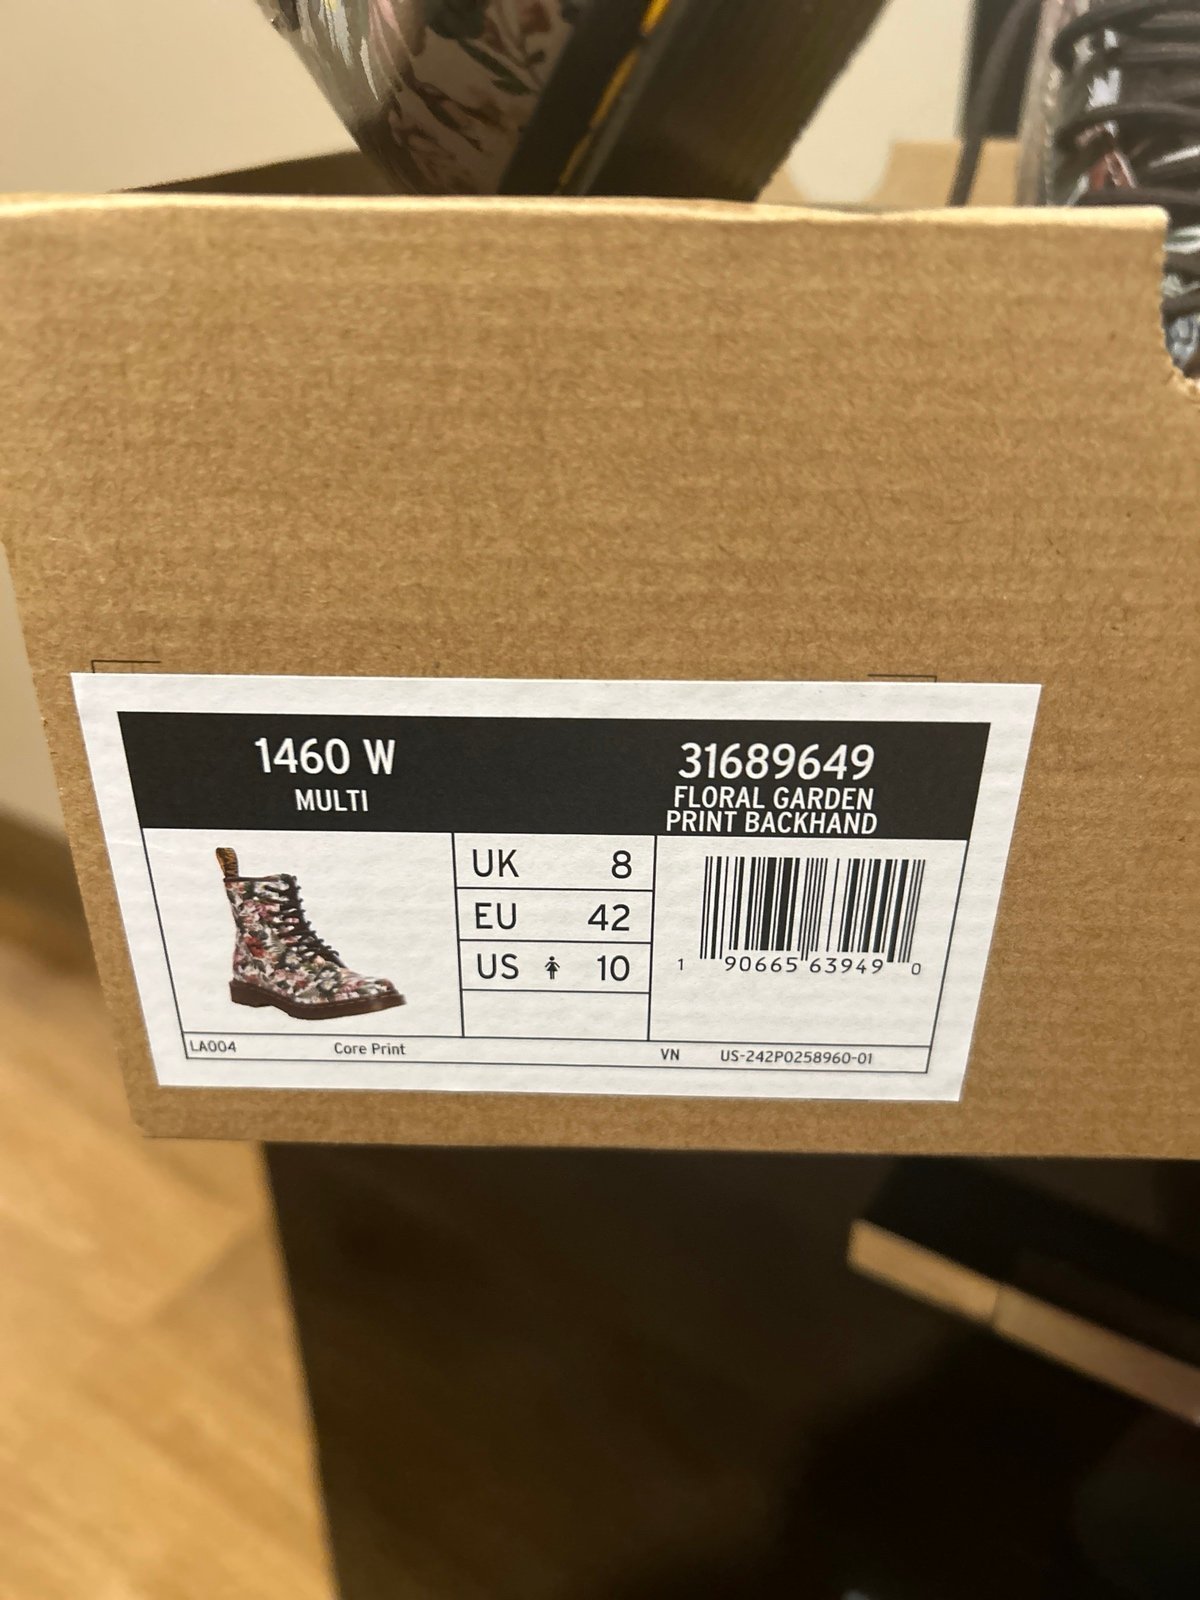 1460 W
MULTI
31689649
FLORAL GARDEN
PRINT BACKHAND
UK 8
EU 42
US 10
1 90665 63949 0
LA004 Core Print VN US-242P0258960-01